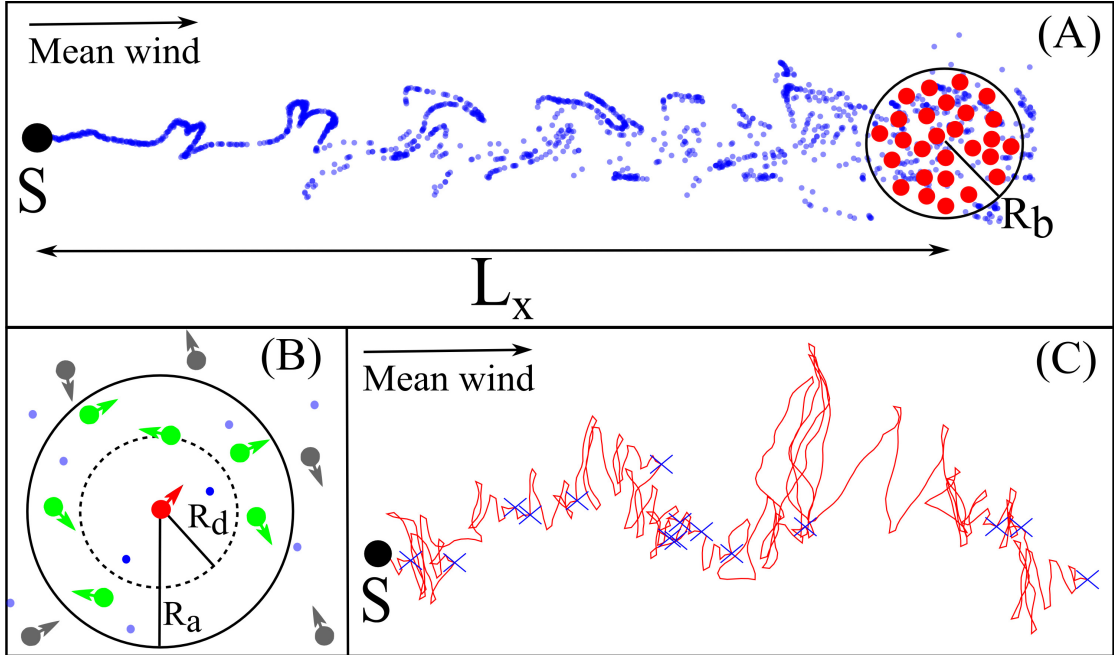 (A)
Mean wind
S
R_b
L_x
(B)
R_d
R_a
(C)
Mean wind
S